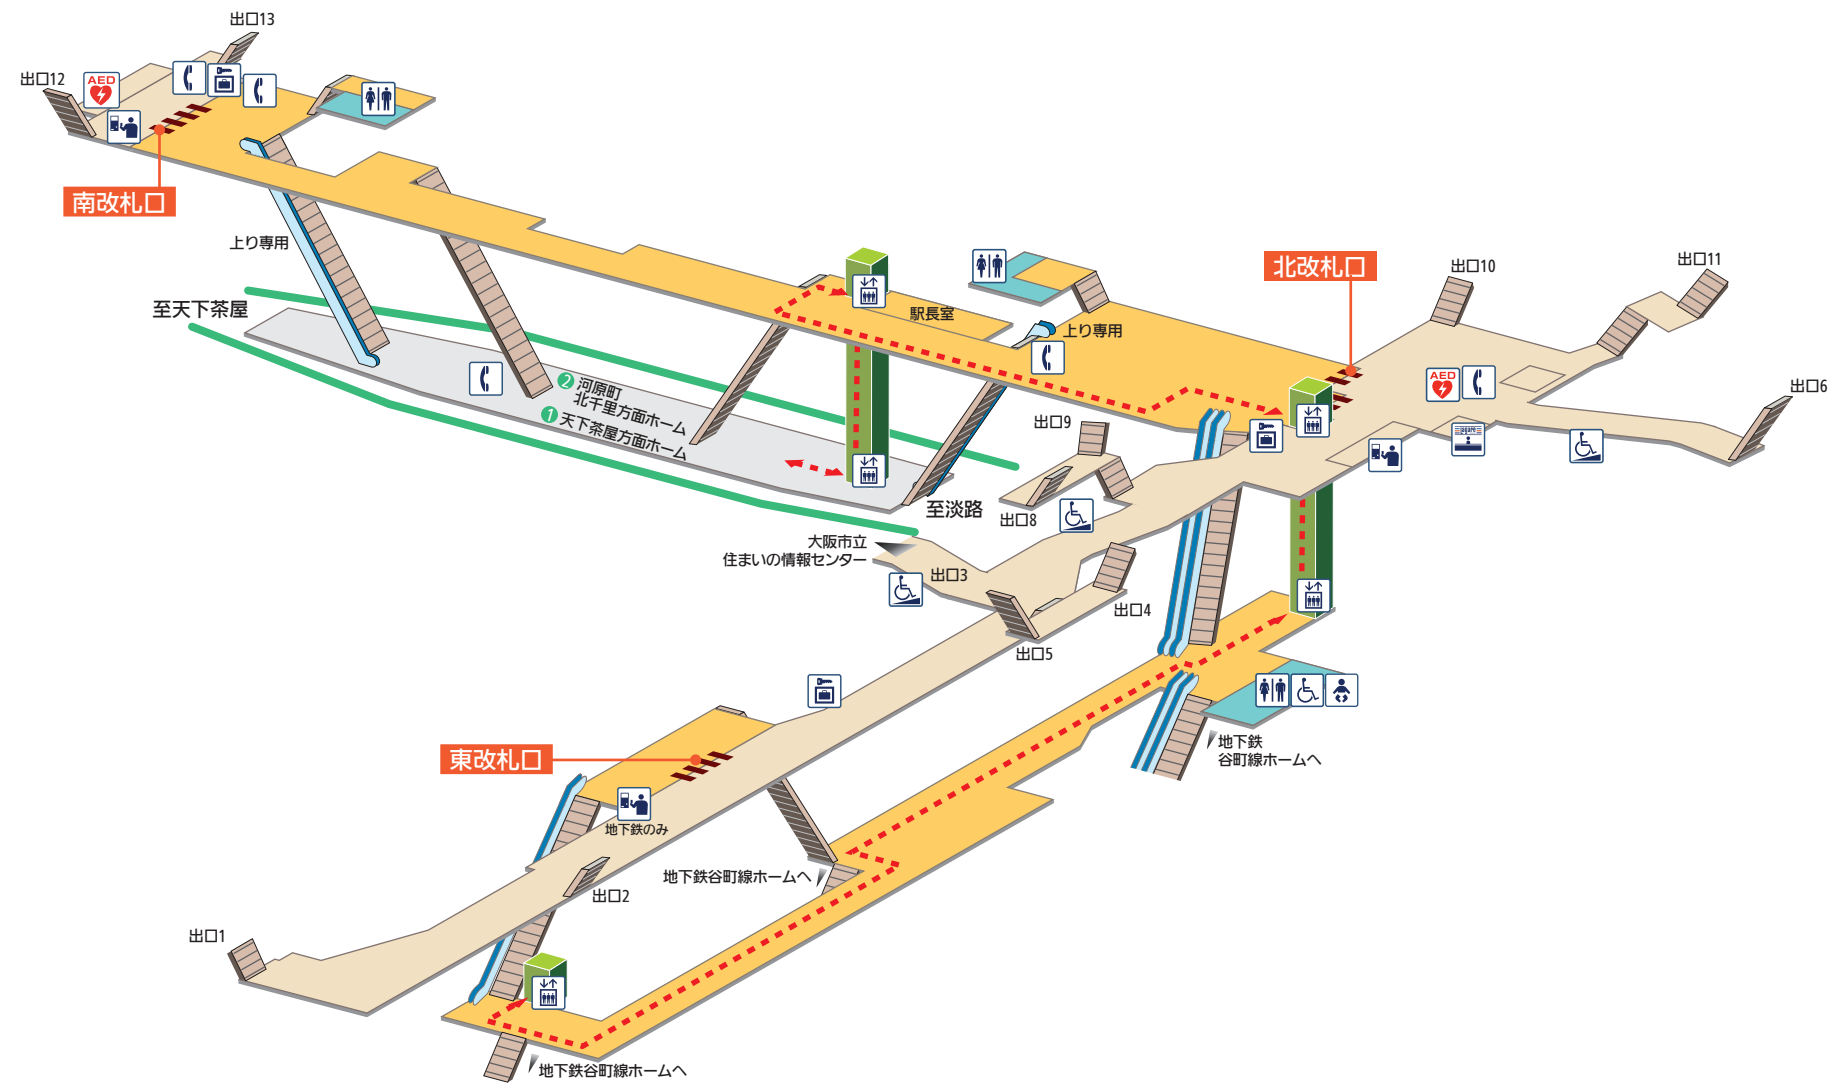 出口13
出口12
AED
南改札口
上り専用
至天下茶屋
2 河原町
北千里方面ホーム
1 天下茶屋方面ホーム
駅長室
上り専用
北改札口
出口10
出口11
AED
出口6
出口9
出口8
至淡路
大阪市立
住まいの情報センター
出口3
出口4
出口5
東改札口
地下鉄のみ
地下鉄
谷町線ホームへ
地下鉄谷町線ホームへ
出口2
出口1
地下鉄谷町線ホームへ